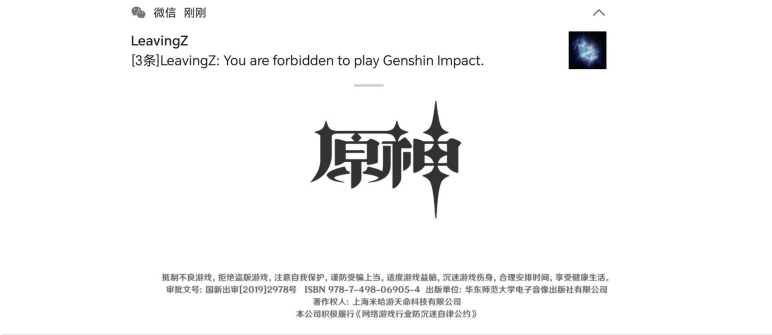 微信 刚刚
LeavingZ
[3条]LeavingZ: You are forbidden to play Genshin Impact.
原神
抵制不良游戏，拒绝盗版游戏，注意自我保护，谨防受骗上当，适度游戏益脑，沉迷游戏伤身，合理安排时间，享受健康生活。
审批文号: 国新出审[2019]2978号 ISBN 978-7-498-06905-4 出版单位: 华东师范大学电子音像出版社有限公司
著作权人: 上海米哈游天命科技有限公司
本公司积极履行《网络游戏行业防沉迷自律公约》